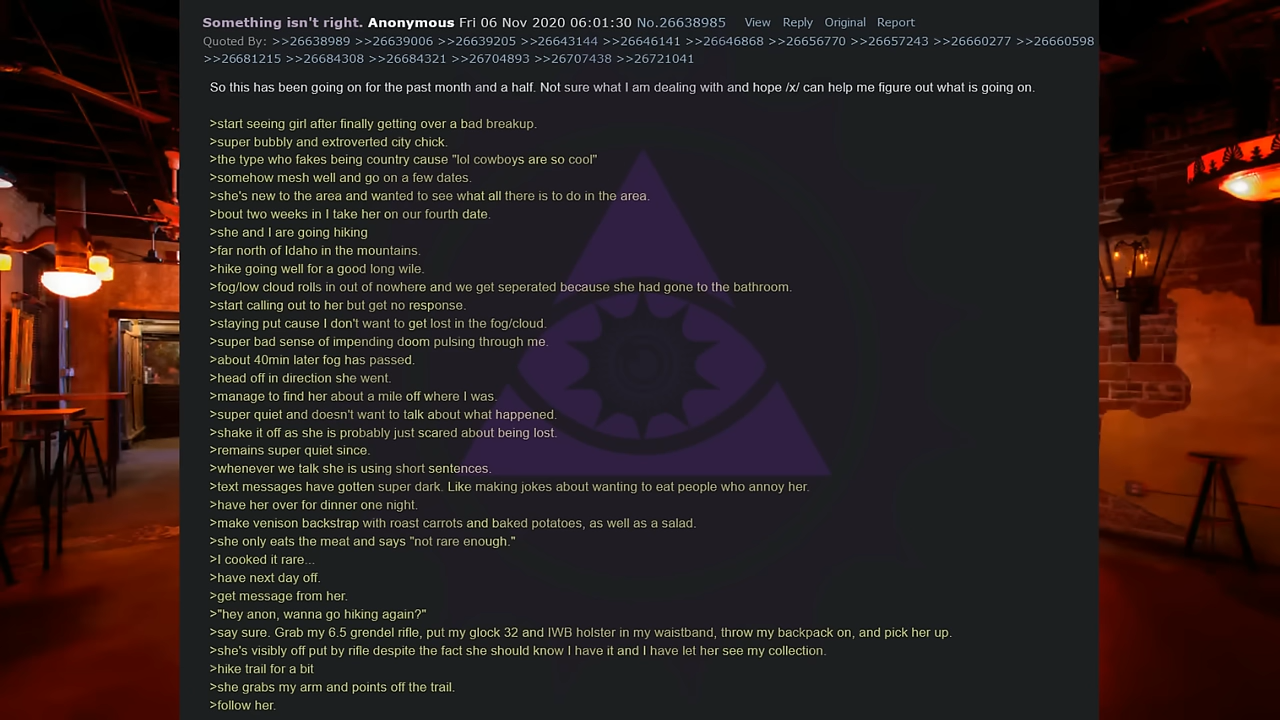 Something isn't right. Anonymous Fri 06 Nov 2020 06:01:30 No.26638985 View Reply Original Report
Quoted By: >>26638989 >>26639006 >>26639205 >>26643144 >>26646141 >>26646868 >>26656770 >>26657243 >>26660277 >>26660598
>>26681215 >>26684308 >>26684321 >>26704893 >>26707438 >>26721041
So this has been going on for the past month and a half. Not sure what I am dealing with and hope /x/ can help me figure out what is going on.
>start seeing girl after finally getting over a bad breakup.
>super bubbly and extroverted city chick.
>the type who fakes being country cause "lol cowboys are so cool"
>somehow mesh well and go on a few dates.
>she's new to the area and wanted to see what all there is to do in the area.
>bout two weeks in I take her on our fourth date.
>she and I are going hiking
>far north of Idaho in the mountains.
>hike going well for a good long wile.
>fog/low cloud rolls in out of nowhere and we get seperated because she had gone to the bathroom.
>start calling out to her but get no response.
>staying put cause I don't want to get lost in the fog/cloud.
>super bad sense of impending doom pulsing through me.
>about 40min later fog has passed.
>head off in direction she went.
>manage to find her about a mile off where I was.
>super quiet and doesn't want to talk about what happened.
>shake it off as she is probably just scared about being lost.
>remains super quiet since.
>whenever we talk she is using short sentences.
>text messages have gotten super dark. Like making jokes about wanting to eat people who annoy her.
>have her over for dinner one night.
>make venison backstrap with roast carrots and baked potatoes, as well as a salad.
>she only eats the meat and says "not rare enough."
>I cooked it rare...
>have next day off.
>get message from her.
>"hey anon, wanna go hiking again?"
>say sure. Grab my 6.5 grendel rifle, put my glock 32 and IWB holster in my waistband, throw my backpack on, and pick her up.
>she's visibly off put by rifle despite the fact she should know I have it and I have let her see my collection.
>hike trail for a bit
>she grabs my arm and points off the trail.
>follow her.